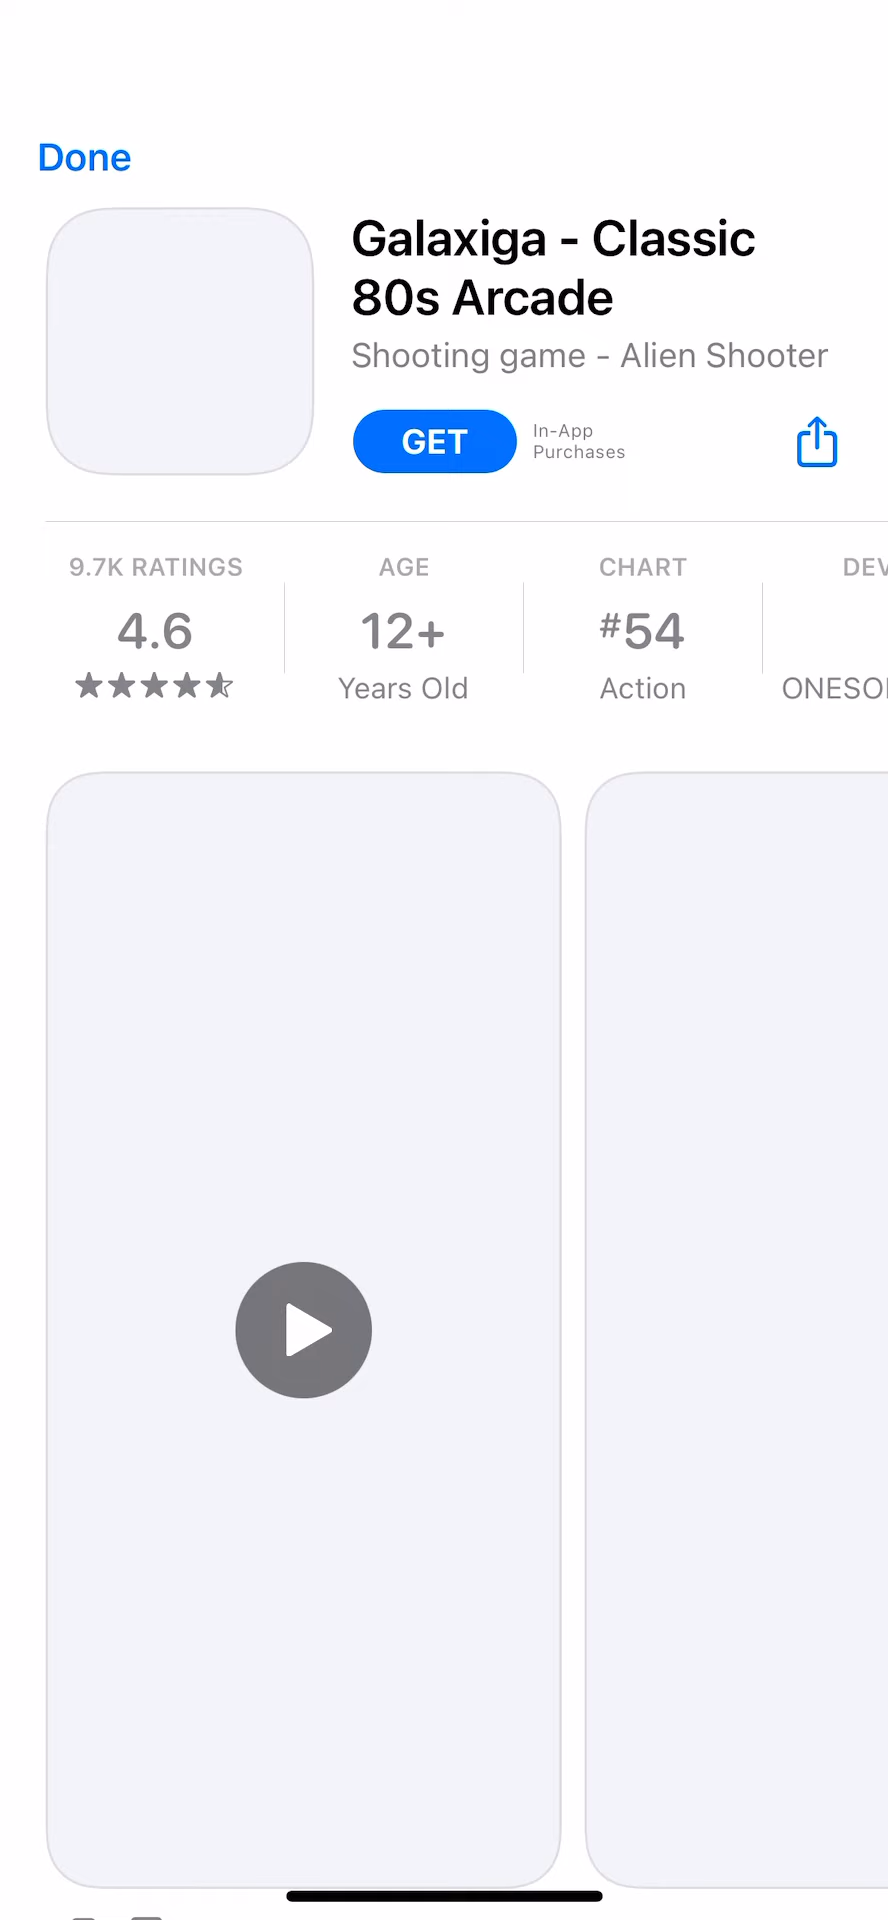 Done
Galaxiga - Classic
80s Arcade
Shooting game - Alien Shooter
GET
In-App
Purchases
9.7K RATINGS
AGE
CHART
4.6
12+
#54
Years Old
Action